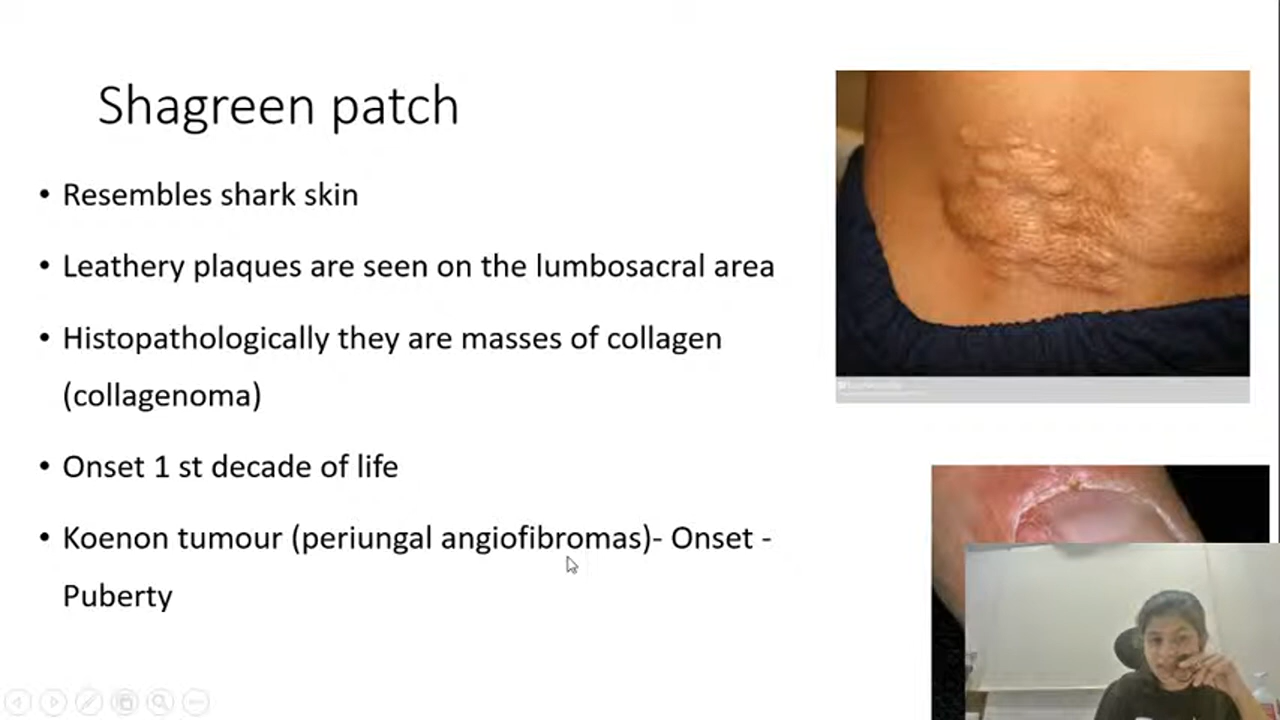 Shagreen patch
• Resembles shark skin
• Leathery plaques are seen on the lumbosacral area
• Histopathologically they are masses of collagen
(collagenoma)
• Onset 1 st decade of life
• Koenon tumour (periungal angiofibromas)- Onset -
Puberty